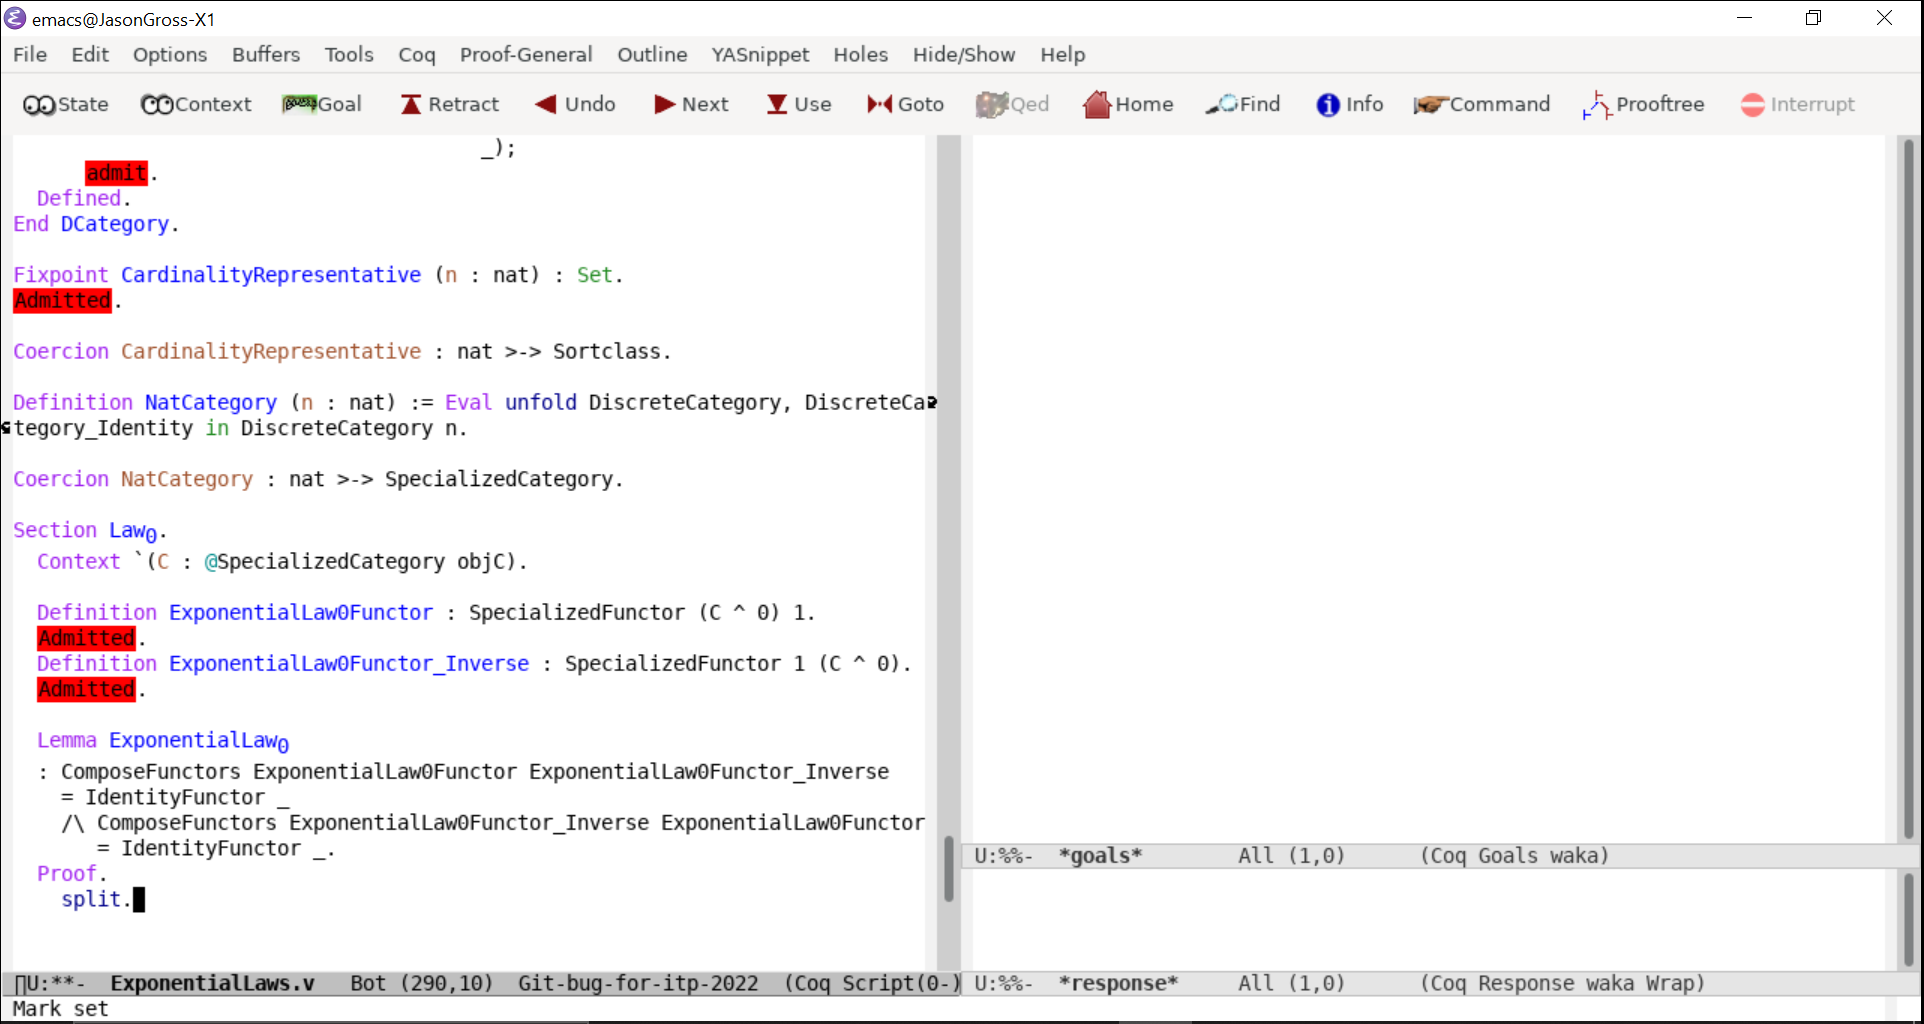 emacs@JasonGross-X1
File Edit Options Buffers Tools Coq Proof-General Outline YASnippet Holes Hide/Show Help
State Context Goal Retract Undo Next Use Goto Qed Home Find Info Command Prooftree Interrupt
_);
admit.
Defined.
End DCategory.
Fixpoint CardinalityRepresentative (n : nat) : Set.
Admitted.
Coercion CardinalityRepresentative : nat >-> Sortclass.
Definition NatCategory (n : nat) := Eval unfold DiscreteCategory, DiscreteCa
tegory_Identity in DiscreteCategory n.
Coercion NatCategory : nat >-> SpecializedCategory.
Section Law₀.
Context `(C : @SpecializedCategory objC).
Definition ExponentialLaw0Functor : SpecializedFunctor (C ^ 0) 1.
Admitted.
Definition ExponentialLaw0Functor_Inverse : SpecializedFunctor 1 (C ^ 0).
Admitted.
Lemma ExponentialLaw₀
: ComposeFunctors ExponentialLaw0Functor ExponentialLaw0Functor_Inverse
= IdentityFunctor _
/\ ComposeFunctors ExponentialLaw0Functor_Inverse ExponentialLaw0Functor
= IdentityFunctor _.
Proof.
split.
U:**- ExponentialLaws.v Bot (290,10) Git-bug-for-itp-2022 (Coq Script(0-)
U:%%- *goals* All (1,0) (Coq Goals waka)
U:%%- *response* All (1,0) (Coq Response waka Wrap)
Mark set